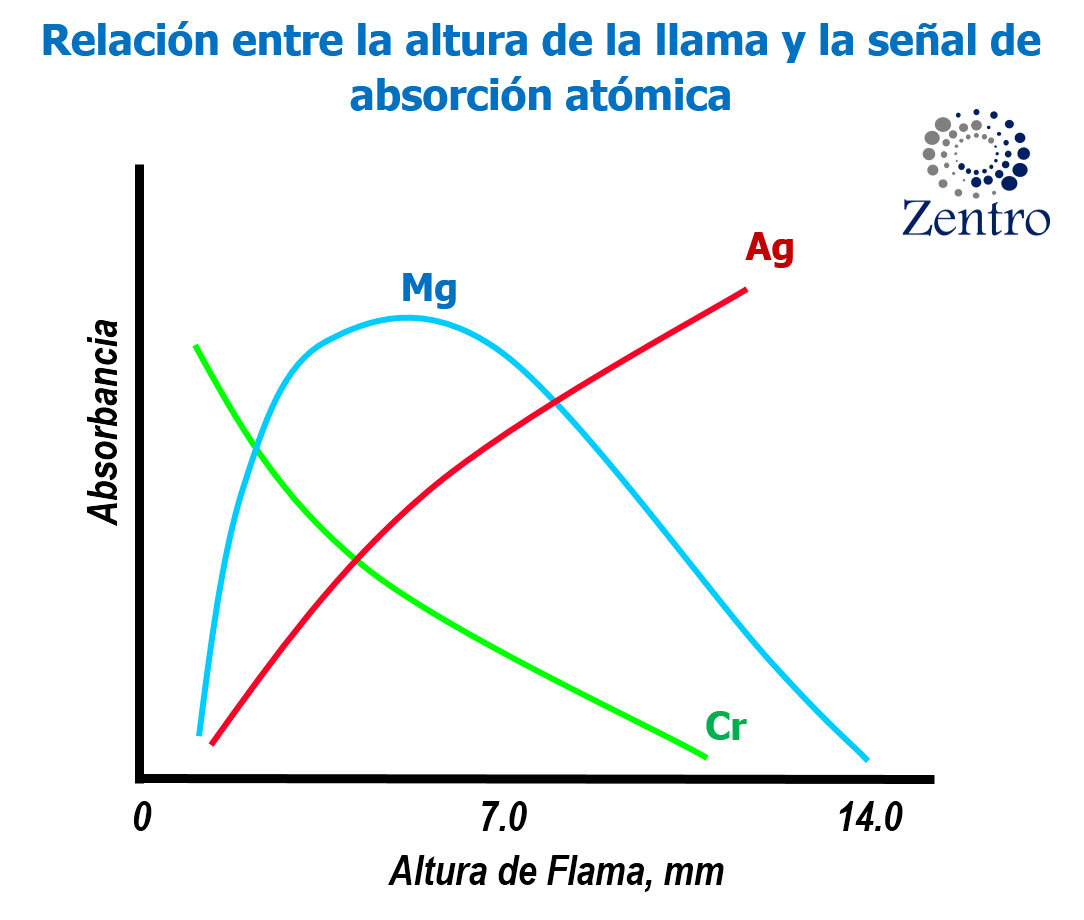 Relación entre la altura de la llama y la señal de
absorción atómica
Zentro
Ag
Mg
Absorbancia
Cr
0 7.0 14.0
Altura de Flama, mm